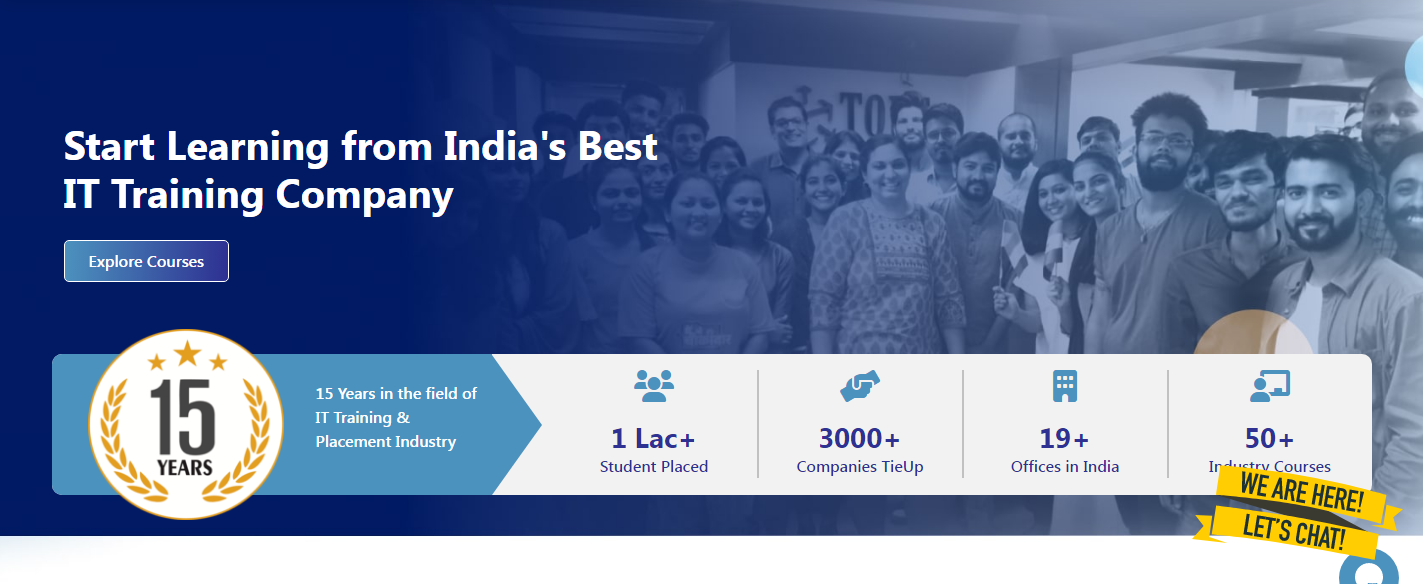 Start Learning from India's Best
IT Training Company
Explore Courses
15
YEARS
15 Years in the field of
IT Training &
Placement Industry
1 Lac+
Student Placed
3000+
Companies TieUp
19+
Offices in India
50+
Industry Courses
WE ARE HERE!
LET'S CHAT!